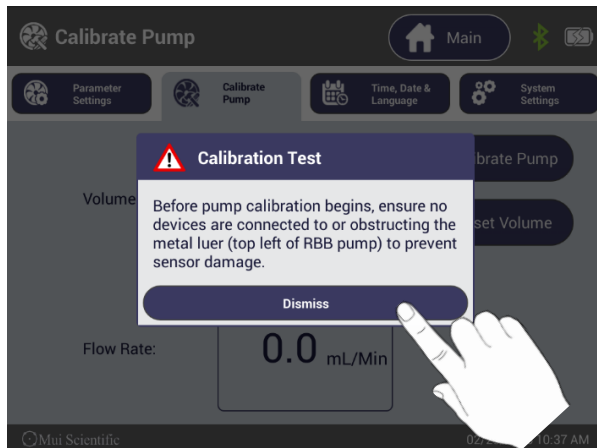 Calibrate Pump
Main
Parameter
Settings
Calibrate
Pump
Time, Date &
Language
System
Settings
Calibration Test
Before pump calibration begins, ensure no
devices are connected to or obstructing the
metal luer (top left of RBB pump) to prevent
sensor damage.
Dismiss
Volume
brate Pump
set Volume
Flow Rate:
0.0 mL/Min
Mui Scientific
10:37 AM